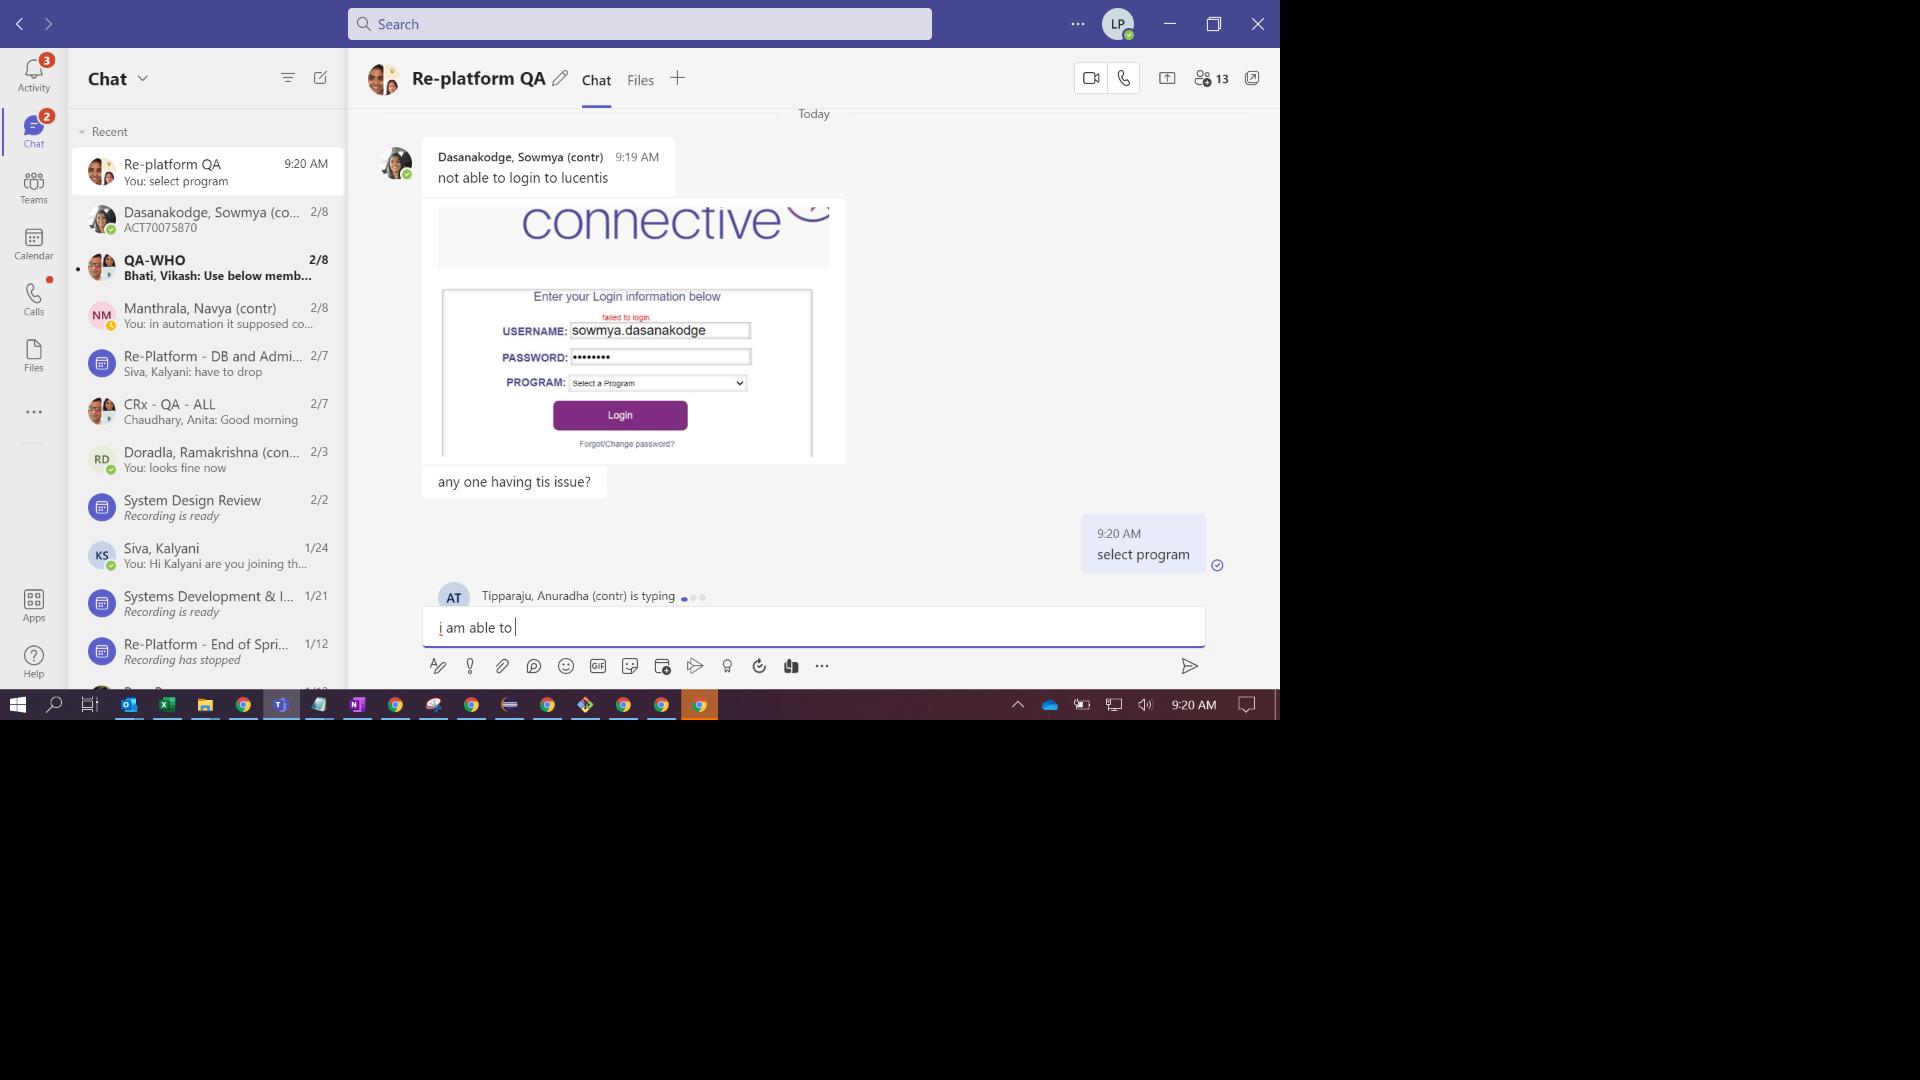 Search
LP
3
Activity
2
Chat
Teams
Calendar
Calls
Files
Apps
Help
Chat
Recent
Re-platform QA 9:20 AM
You: select program
Dasanakodge, Sowmya (co... 2/8
ACT70075870
QA-WHO 2/8
Bhati, Vikash: Use below memb...
NM
Manthrala, Navya (contr) 2/8
You: in automation it supposed co...
Re-Platform - DB and Admi... 2/7
Siva, Kalyani: have to drop
CRx - QA - ALL 2/7
Chaudhary, Anita: Good morning
RD
Doradla, Ramakrishna (con... 2/3
You: looks fine now
System Design Review 2/2
Recording is ready
KS
Siva, Kalyani 1/24
You: Hi Kalyani are you joining th...
Systems Development & I... 1/21
Recording is ready
Re-Platform - End of Spri... 1/12
Recording has stopped
Re-platform QA
Chat
Files
13
Today
Dasanakodge, Sowmya (contr) 9:19 AM
not able to login to lucentis
connective
Enter your Login information below
failed to login.
USERNAME: sowmya.dasanakodge
PASSWORD: ••••••••
PROGRAM: Select a Program
Login
Forgot/Change password?
any one having tis issue?
9:20 AM
select program
AT
Tipparaju, Anuradha (contr) is typing
i am able to
GIF
9:20 AM